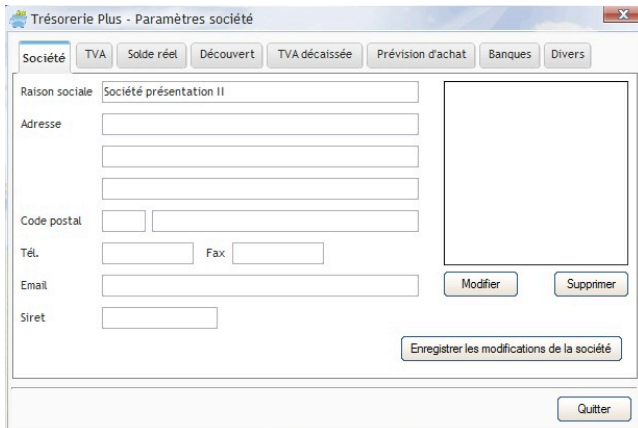 Trésorerie Plus - Paramètres société
Société TVA Solde réel Découvert TVA décaissée Prévision d'achat Banques Divers
Raison sociale Société présentation II
Adresse
Code postal
Tél. Fax
Email Modifier Supprimer
Siret
Enregistrer les modifications de la société
Quitter